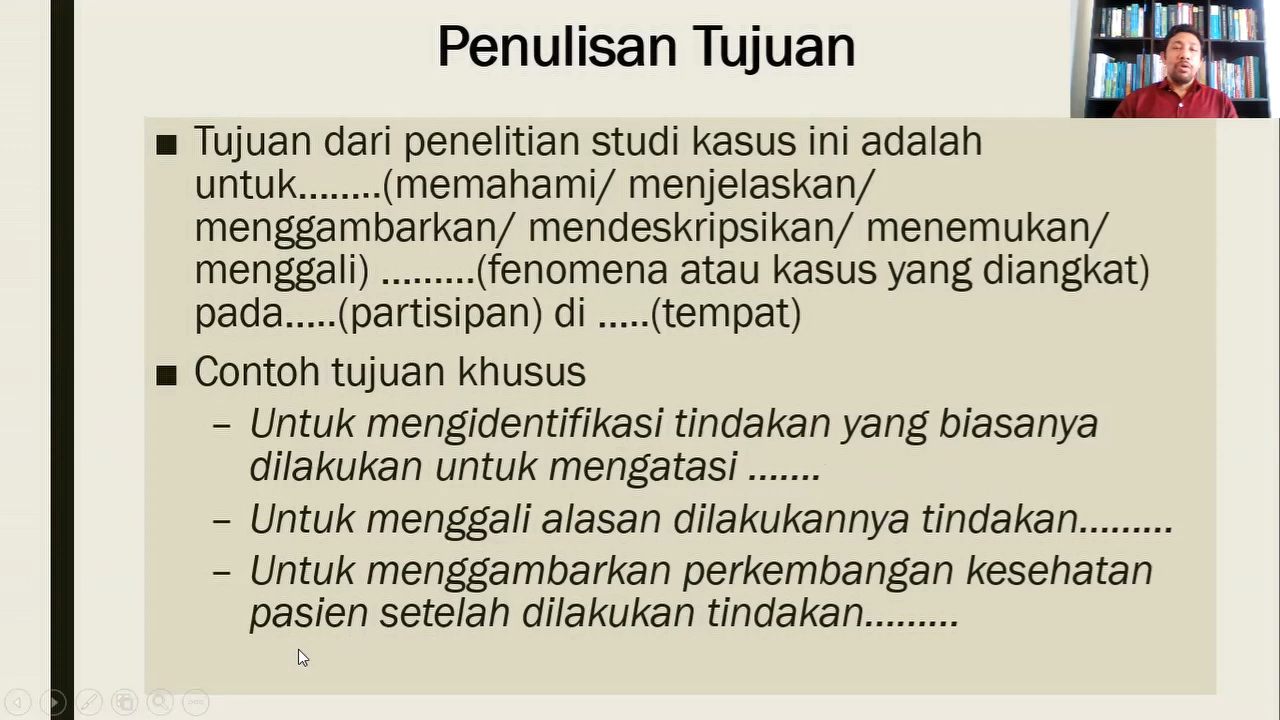 Penulisan Tujuan
■ Tujuan dari penelitian studi kasus ini adalah
untuk........(memahami/ menjelaskan/
menggambarkan/ mendeskripsikan/ menemukan/
menggali) .........(fenomena atau kasus yang diangkat)
pada.....(partisipan) di .....(tempat)
■ Contoh tujuan khusus
– Untuk mengidentifikasi tindakan yang biasanya
dilakukan untuk mengatasi .......
– Untuk menggali alasan dilakukannya tindakan.........
– Untuk menggambarkan perkembangan kesehatan
pasien setelah dilakukan tindakan.........